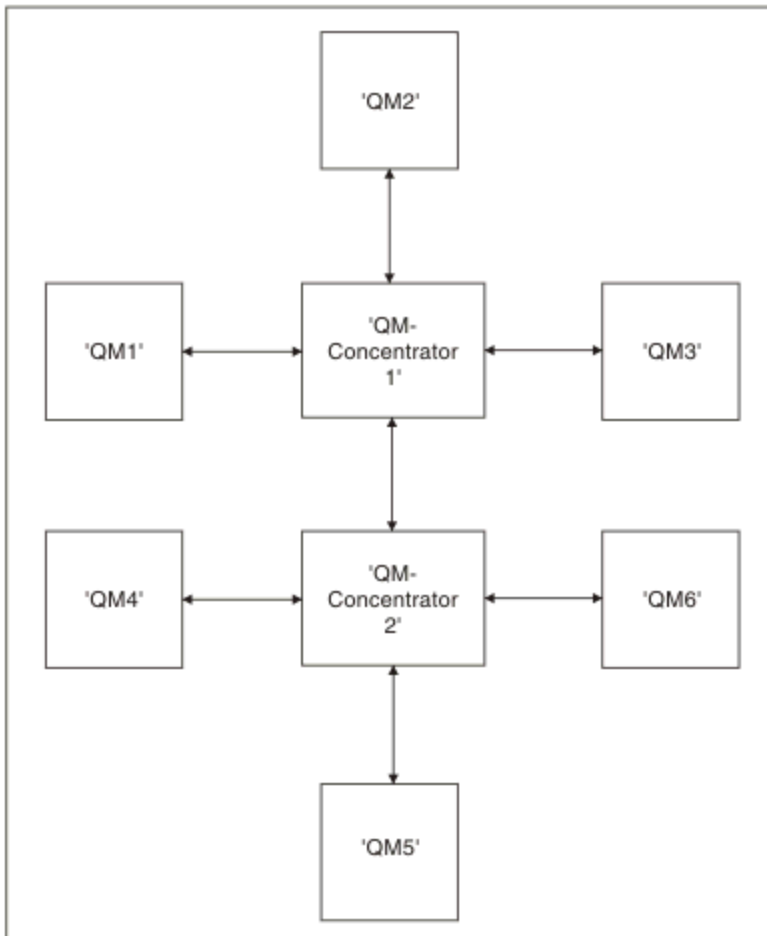 'QM2'
'QM1'
'QM-
Concentrator
1'
'QM3'
'QM4'
'QM-
Concentrator
2'
'QM6'
'QM5'